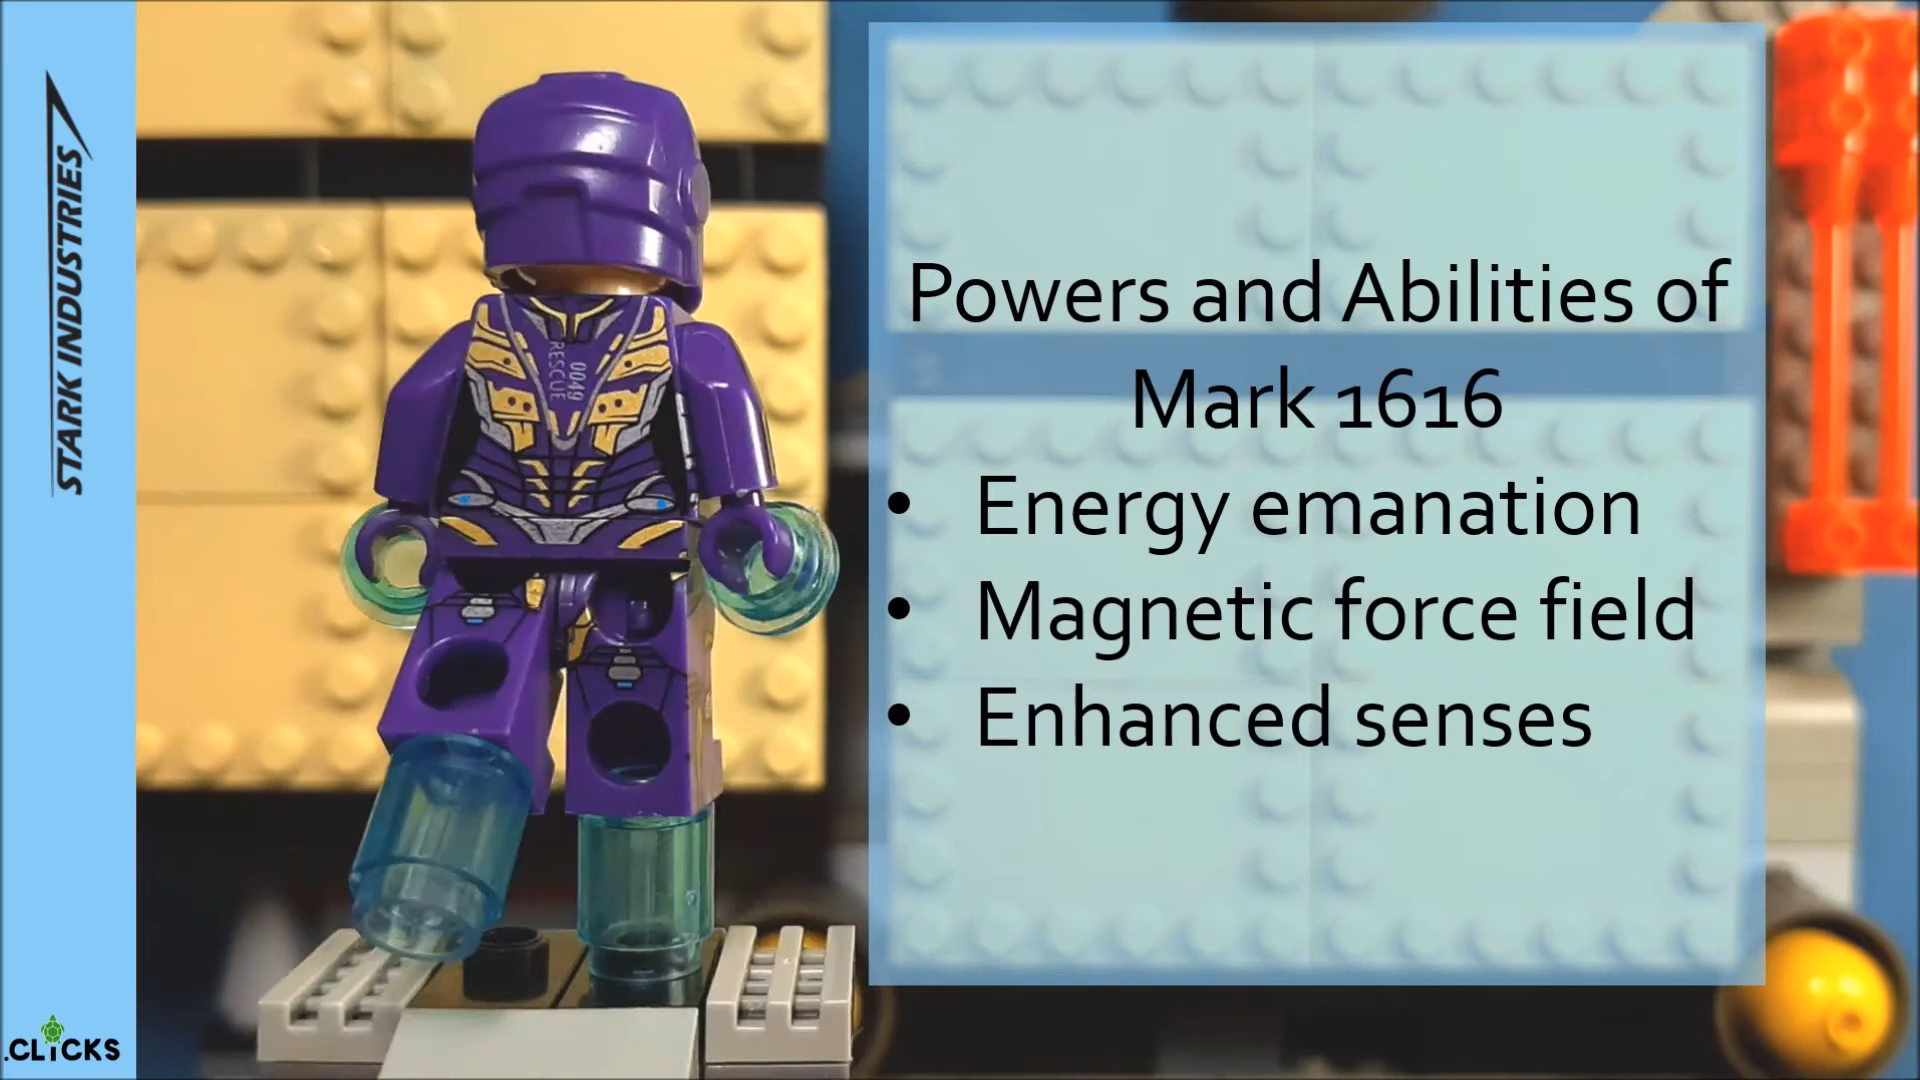 STARK INDUSTRIES
RESCUE
0049
Powers and Abilities of
Mark 1616
• Energy emanation
• Magnetic force field
• Enhanced senses
.CLICKS